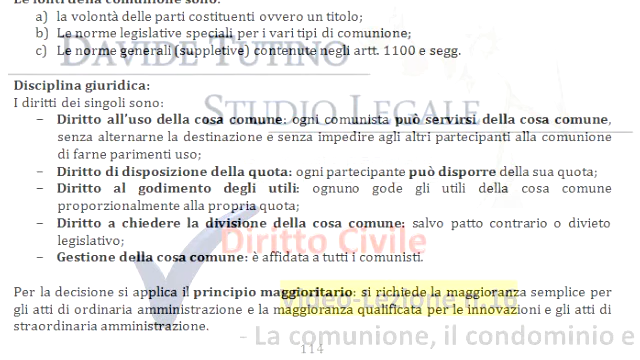 Le fonti della comunione sono:
a) la volontà delle parti costituenti ovvero un titolo;
b) Le norme legislative speciali per i vari tipi di comunione;
c) Le norme generali (suppletive) contenute negli artt. 1100 e segg.
DAVIDE TUTINO
Disciplina giuridica:
I diritti dei singoli sono:
STUDIO LEGALE
– Diritto all'uso della cosa comune: ogni comunista può servirsi della cosa comune,
senza alternarne la destinazione e senza impedire agli altri partecipanti alla comunione
di farne parimenti uso;
– Diritto di disposizione della quota: ogni partecipante può disporre della sua quota;
– Diritto al godimento degli utili: ognuno gode gli utili della cosa comune
proporzionalmente alla propria quota;
– Diritto a chiedere la divisione della cosa comune: salvo patto contrario o divieto
legislativo;
Diritto Civile
– Gestione della cosa comune: è affidata a tutti i comunisti.
Per la decisione si applica il principio maggioritario: si richiede la maggioranza semplice per
Video-Lezione n.16
gli atti di ordinaria amministrazione e la maggioranza qualificata per le innovazioni e gli atti di
straordinaria amministrazione.
- La comunione, il condominio e
114